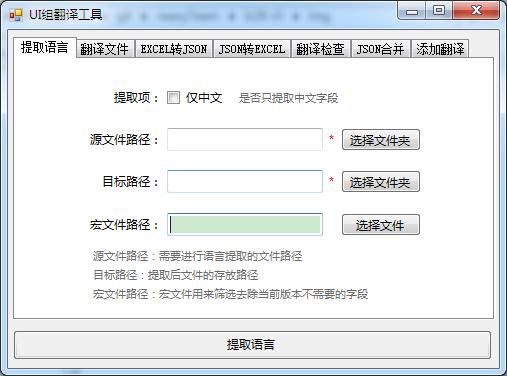 UI组翻译工具
提取语言 翻译文件 EXCEL转JSON JSON转EXCEL 翻译检查 JSON合并 添加翻译
提取项： 仅中文 是否只提取中文字段
源文件路径： * 选择文件夹
目标路径： * 选择文件夹
宏文件路径： 选择文件
源文件路径：需要进行语言提取的文件路径
目标路径：提取后文件的存放路径
宏文件路径：宏文件用来筛选去除当前版本不需要的字段
提取语言